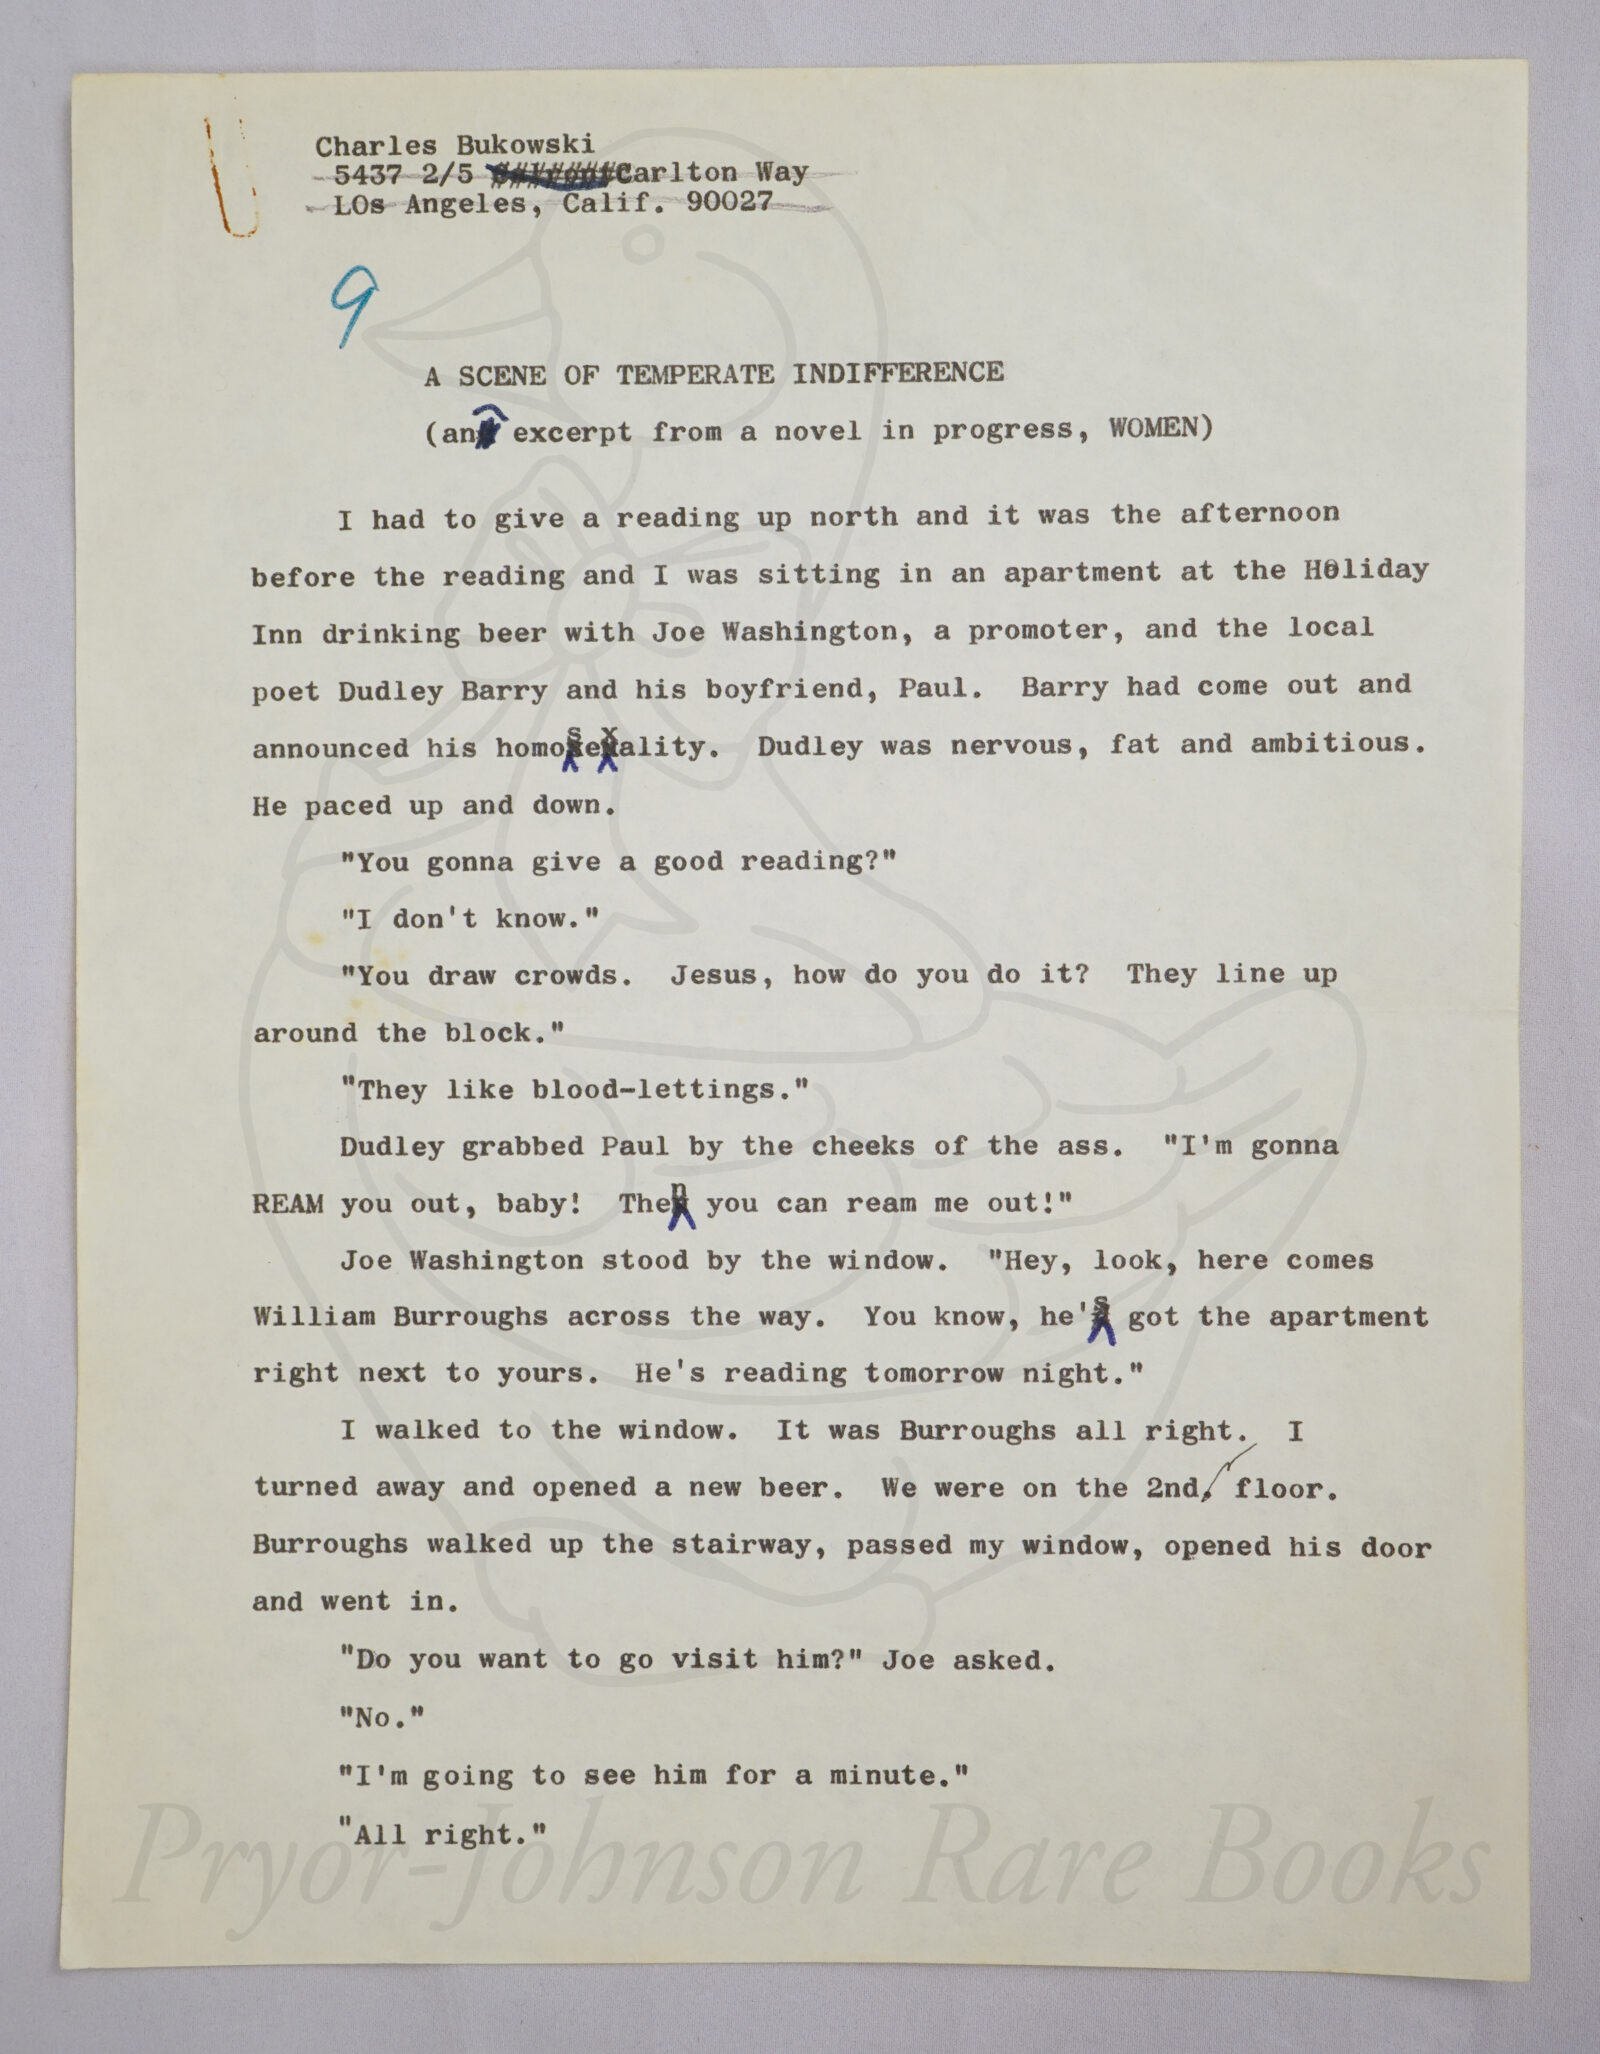 Charles Bukowski
5437 2/5 Carlton Way
LOs Angeles, Calif. 90027
9
A SCENE OF TEMPERATE INDIFFERENCE
(an excerpt from a novel in progress, WOMEN)
I had to give a reading up north and it was the afternoon
before the reading and I was sitting in an apartment at the Holiday
Inn drinking beer with Joe Washington, a promoter, and the local
poet Dudley Barry and his boyfriend, Paul.  Barry had come out and
announced his homosexality.  Dudley was nervous, fat and ambitious.
He paced up and down.
"You gonna give a good reading?"
"I don't know."
"You draw crowds.  Jesus, how do you do it?  They line up
around the block."
"They like blood-lettings."
Dudley grabbed Paul by the cheeks of the ass.  "I'm gonna
REAM you out, baby!  Then you can ream me out!"
Joe Washington stood by the window.  "Hey, look, here comes
William Burroughs across the way.  You know, he's got the apartment
right next to yours.  He's reading tomorrow night."
I walked to the window.  It was Burroughs all right.  I
turned away and opened a new beer.  We were on the 2nd. floor.
Burroughs walked up the stairway, passed my window, opened his door
and went in.
"Do you want to go visit him?" Joe asked.
"No."
"I'm going to see him for a minute."
"All right."
Pryor-Johnson Rare Books